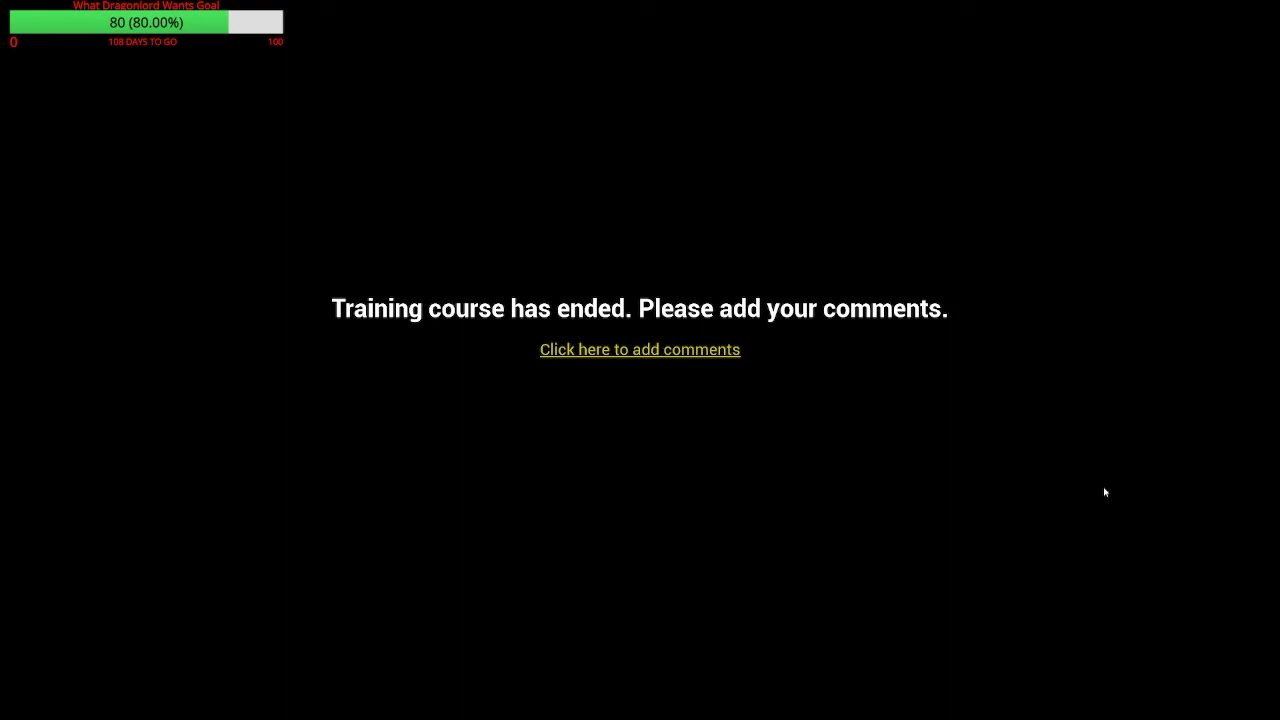 What Dragonlord Wants Goal
80 (80.00%)
0 108 DAYS TO GO 100
Training course has ended. Please add your comments.
Click here to add comments